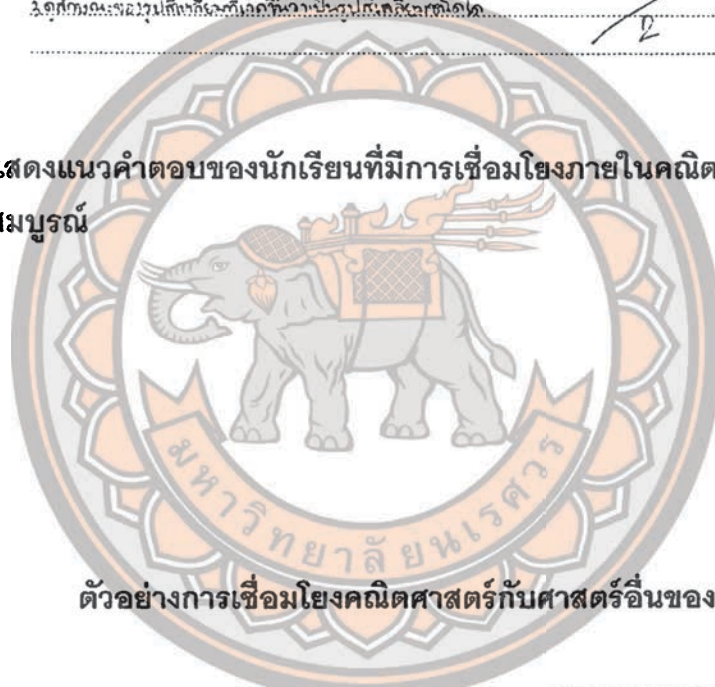 2
แสดงแนวคำตอบของนักเรียนที่มีการเชื่อมโยงภายในคณิต
สมบูรณ์
มหาวิทยาลัยนเรศวร
ตัวอย่างการเชื่อมโยงคณิตศาสตร์กับศาสตร์อื่นของ